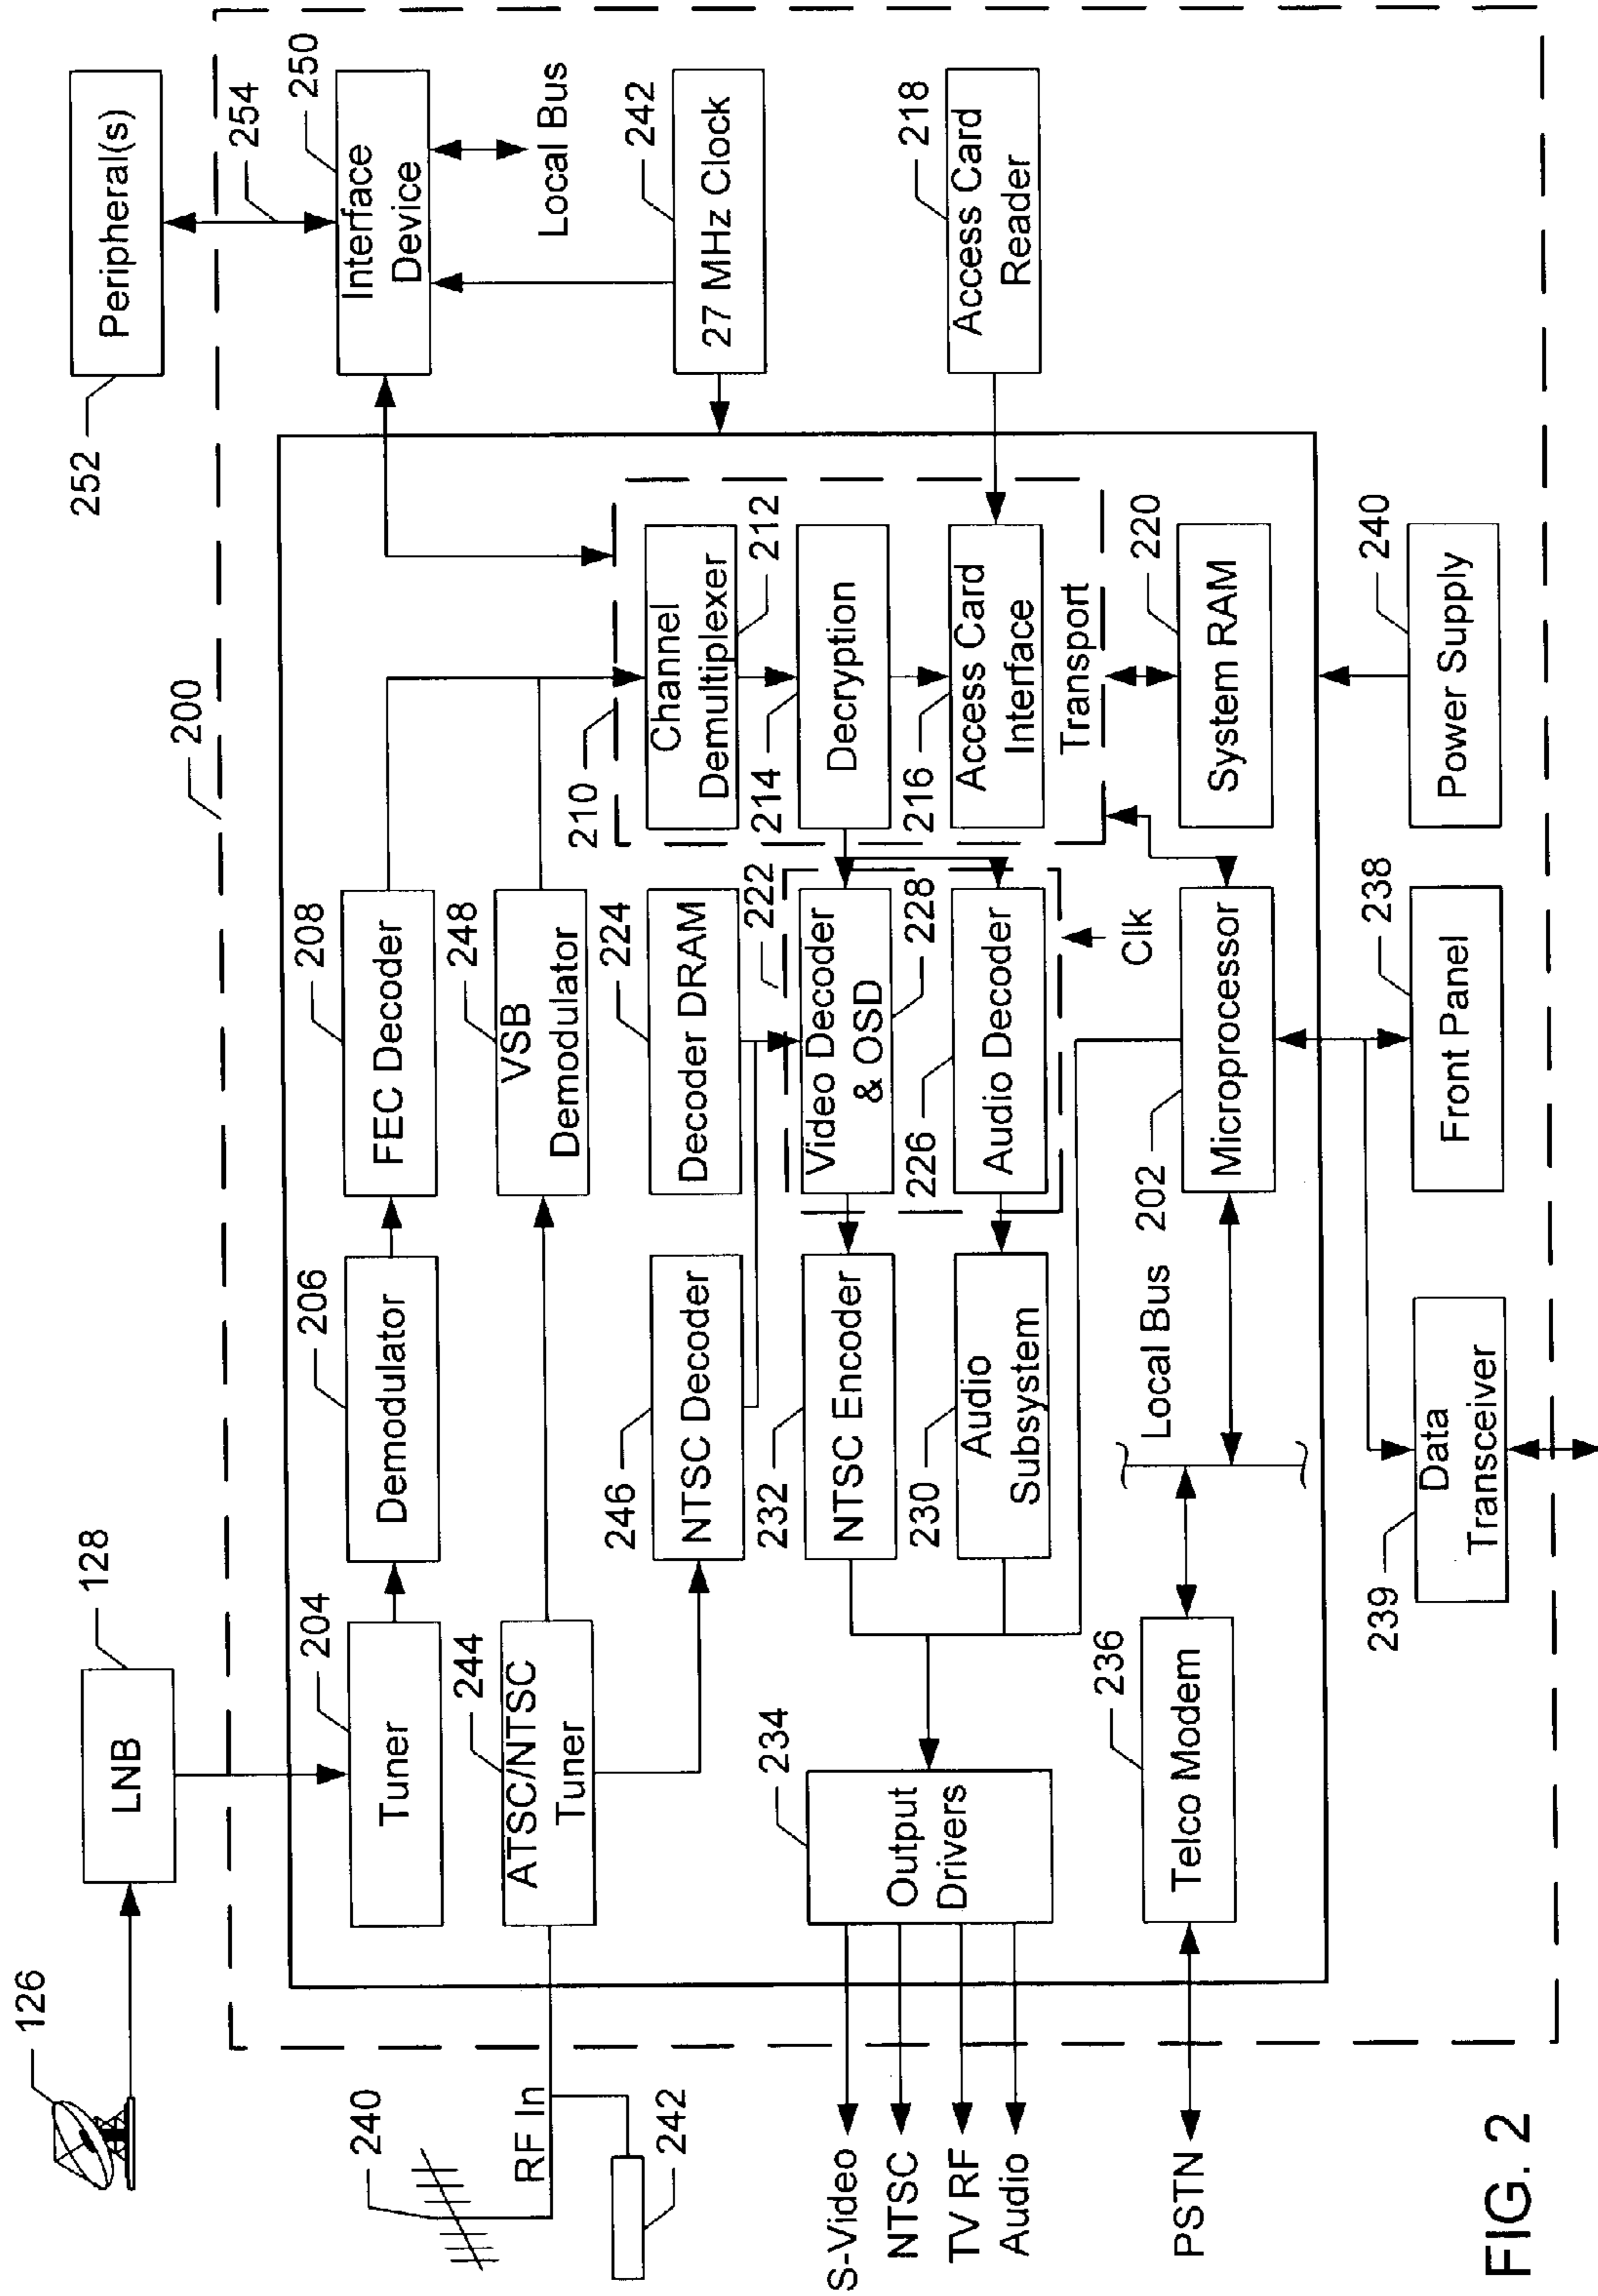 126
128
LNB
200
252
Peripheral(s)
254
250
Interface
Device
Local Bus
204
Tuner
206
Demodulator
208
FEC Decoder
240
RF In
242
244
ATSC/NTSC
Tuner
248
VSB
Demodulator
246
NTSC Decoder
224
Decoder DRAM
210
Channel
Demultiplexer
212
242
27 MHz Clock
232
NTSC Encoder
222
Video Decoder
& OSD
228
214
Decryption
234
Output
Drivers
S-Video
NTSC
TV RF
Audio
230
Audio
Subsystem
226
Audio Decoder
216
Access Card
Interface
Transport
218
Access Card
Reader
Clk
236
Telco Modem
PSTN
Local Bus
202
Microprocessor
220
System RAM
239
Data
Transceiver
238
Front Panel
240
Power Supply
FIG. 2